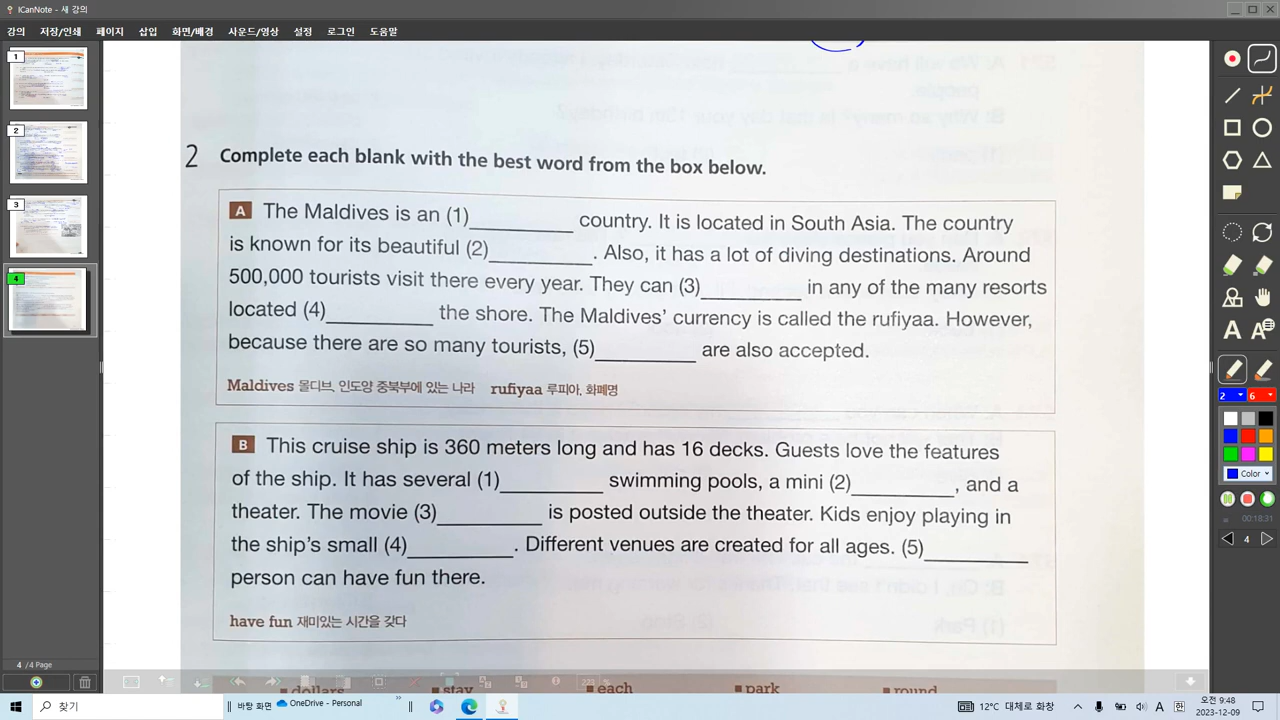 ICanNote - 새 강의
강의 저장/인쇄 페이지 삽입 화면/배경 사운드/영상 설정 로그인 도움말
1
2
3
4
2 Complete each blank with the best word from the box below.
A The Maldives is an (1)_________ country. It is located in South Asia. The country
is known for its beautiful (2)_________. Also, it has a lot of diving destinations. Around
500,000 tourists visit there every year. They can (3)_________ in any of the many resorts
located (4)_________ the shore. The Maldives' currency is called the rufiyaa. However,
because there are so many tourists, (5)_________ are also accepted.
Maldives 몰디브, 인도양 중북부에 있는 나라 rufiyaa 루피아, 화폐명
B This cruise ship is 360 meters long and has 16 decks. Guests love the features
of the ship. It has several (1)_________ swimming pools, a mini (2)_________, and a
theater. The movie (3)_________ is posted outside the theater. Kids enjoy playing in
the ship's small (4)_________. Different venues are created for all ages. (5)_________
person can have fun there.
have fun 재미있는 시간을 갖다
dollars stay each park round
A A
2 6
Color
00:18:31
4
4 /4 Page
찾기
바탕 화면 OneDrive - Personal
12°C 대체로 화창
A 한
오전 9:48
2023-12-09